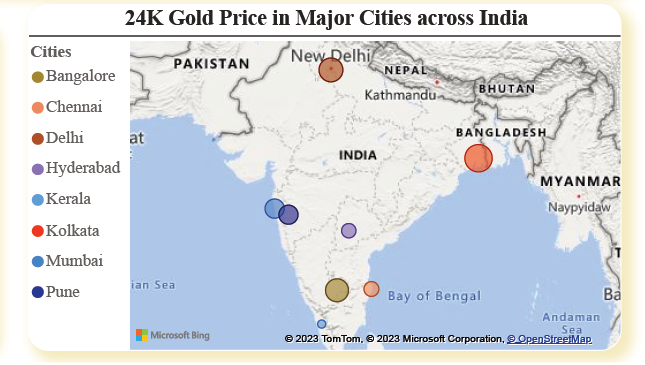 24K Gold Price in Major Cities across India
Cities
Bangalore
Chennai
Delhi
Hyderabad
Kerala
Kolkata
Mumbai
Pune
PAKISTAN
New Delhi
NEPAL
Kathmandu
BHUTAN
BANGLADESH
INDIA
MYANMAR
Naypyidaw
at
T
ian Sea
Bay of Bengal
Ba
Andaman
Sea
Microsoft Bing
© 2023 TomTom, © 2023 Microsoft Corporation, © OpenStreetMap